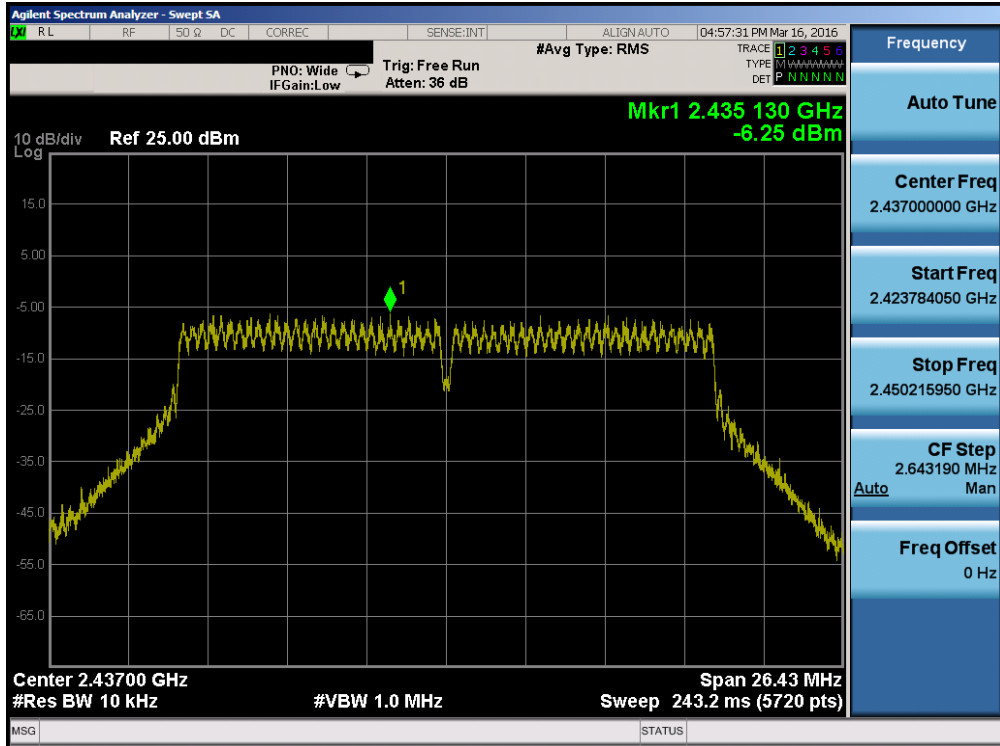 Agilent Spectrum Analyzer - Swept SA
LXI RL RF 50 Ω DC CORREC SENSE:INT ALIGN AUTO 04:57:31 PM Mar 16, 2016
#Avg Type: RMS
TRACE 1 2 3 4 5 6
TYPE M WWWWW
DET P N N N N N
PNO: Wide
IFGain:Low
Trig: Free Run
Atten: 36 dB
Mkr1 2.435 130 GHz
-6.25 dBm
10 dB/div Ref 25.00 dBm
Log
15.0
5.00
-5.00
-15.0
-25.0
-35.0
-45.0
-55.0
-65.0
1
Center 2.43700 GHz Span 26.43 MHz
#Res BW 10 kHz #VBW 1.0 MHz Sweep 243.2 ms (5720 pts)
MSG STATUS
Frequency
Auto Tune
Center Freq
2.437000000 GHz
Start Freq
2.423784050 GHz
Stop Freq
2.450215950 GHz
CF Step
2.643190 MHz
Auto Man
Freq Offset
0 Hz